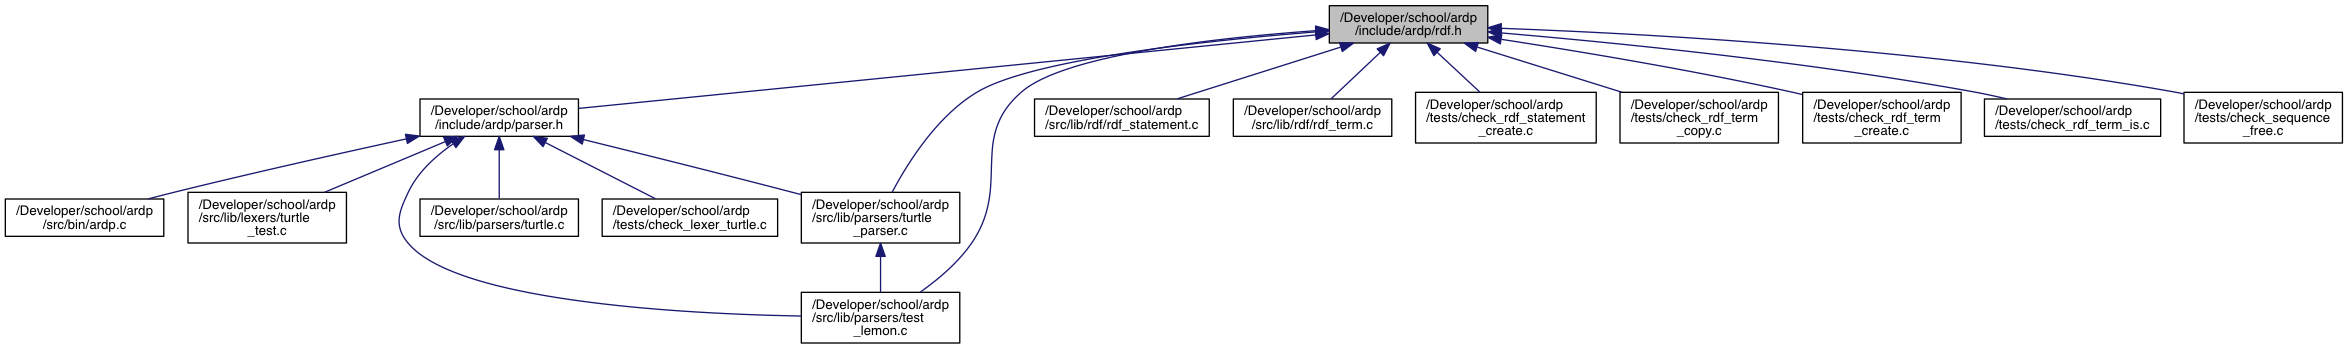 /Developer/school/ardp
/include/ardp/rdf.h
/Developer/school/ardp
/include/ardp/parser.h
/Developer/school/ardp
/src/lib/rdf/rdf_statement.c
/Developer/school/ardp
/src/lib/rdf/rdf_term.c
/Developer/school/ardp
/tests/check_rdf_statement
_create.c
/Developer/school/ardp
/tests/check_rdf_term
_copy.c
/Developer/school/ardp
/tests/check_rdf_term
_create.c
/Developer/school/ardp
/tests/check_rdf_term_is.c
/Developer/school/ardp
/tests/check_sequence
_free.c
/Developer/school/ardp
/src/bin/ardp.c
/Developer/school/ardp
/src/lib/lexers/turtle
_test.c
/Developer/school/ardp
/src/lib/parsers/turtle.c
/Developer/school/ardp
/tests/check_lexer_turtle.c
/Developer/school/ardp
/src/lib/parsers/turtle
_parser.c
/Developer/school/ardp
/src/lib/parsers/test
_lemon.c